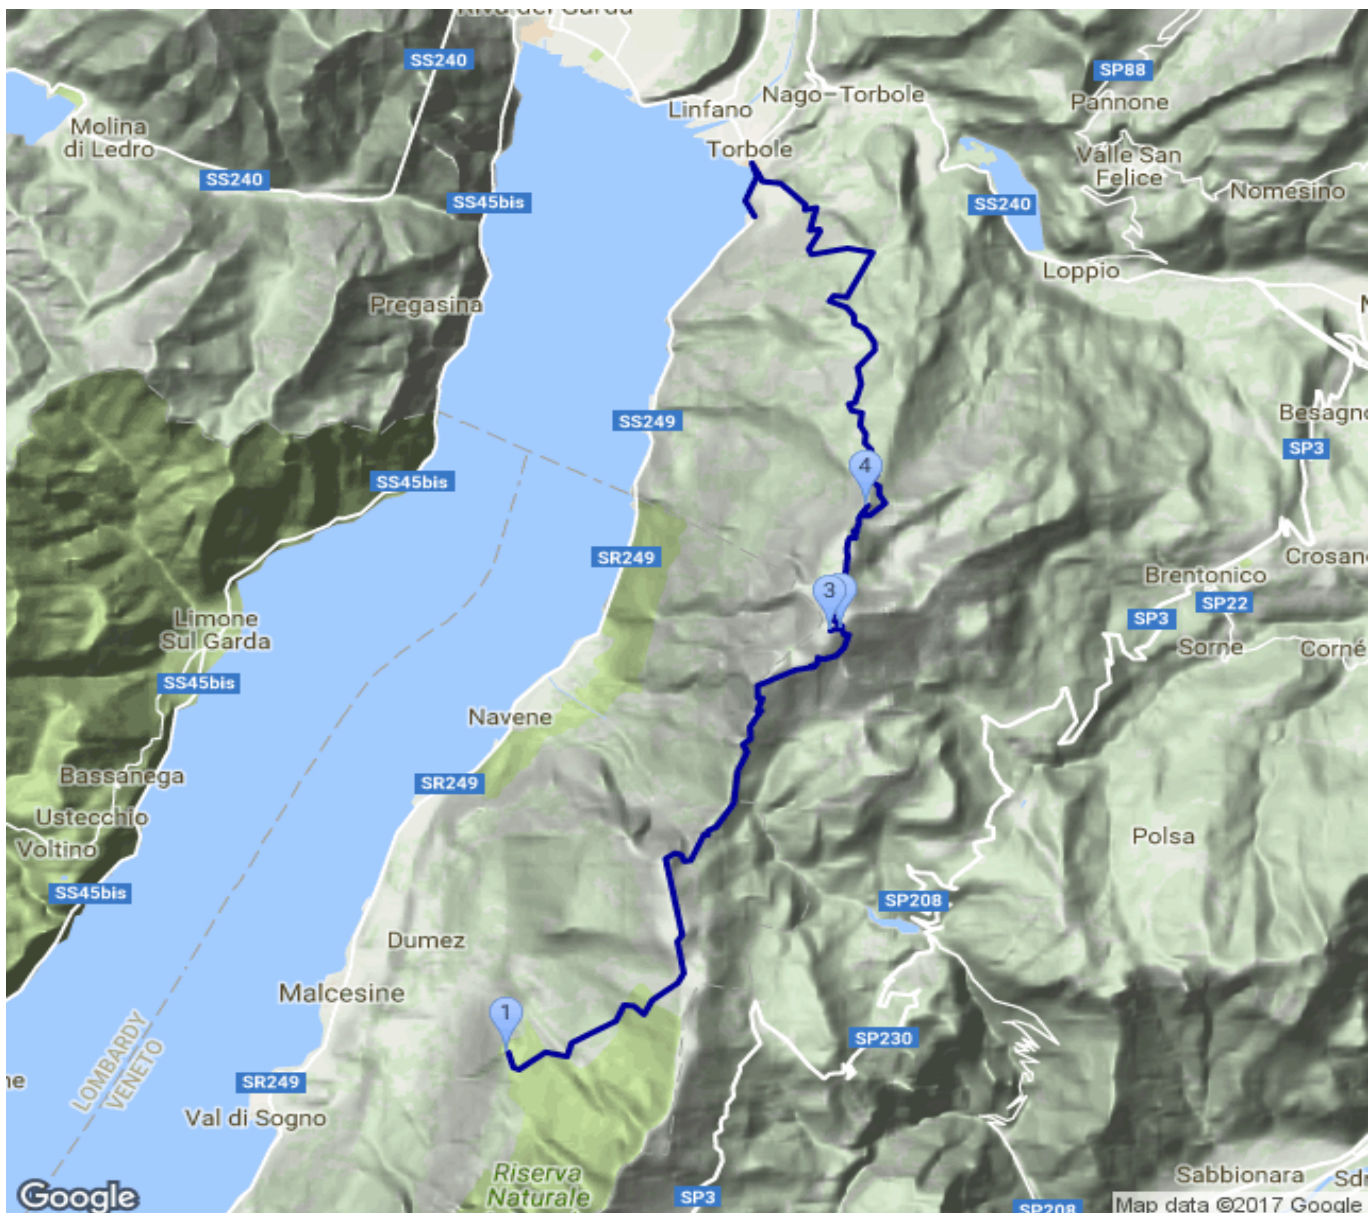 Riva del Garda
SS240
SP88
Linfano
Nago-Torbole
Pannone
Molina
di Ledro
Torbole
Valle San
Felice
SS240
Nomesino
SS45bis
SS240
Loppio
Pregasina
Besagno
SS249
SP3
4
SS45bis
SR249
Crosano
Brentonico
3
SP22
Limone
Sul Garda
SP3
Sorne
Corné
SS45bis
Navene
Bassanega
SR249
Ustecchio
Voltino
Polsa
SS45bis
SP208
Dumez
Malcesine
1
LOMBARDY
VENETO
SP230
SR249
Val di Sogno
Riserva
Naturale
Sabbionara
SP3
SP208
Google
Map data ©2017 Google